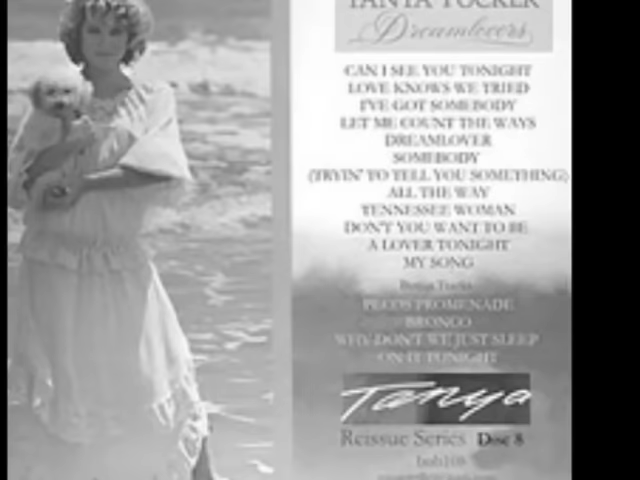 TANYA TUCKER
Dreamlovers
CAN I SEE YOU TONIGHT
LOVE KNOWS WE TRIED
I'VE GOT SOMEBODY
LET ME COUNT THE WAYS
DREAMLOVER
SOMEBODY
(TRYIN' TO TELL YOU SOMETHING)
ALL THE WAY
TENNESSEE WOMAN
DON'T YOU WANT TO BE
A LOVER TONIGHT
MY SONG
Bonus Tracks
PECOS PROMENADE
BRONCO
WHY DON'T WE JUST SLEEP
ON IT TONIGHT
Tanya
Reissue Series Disc 8